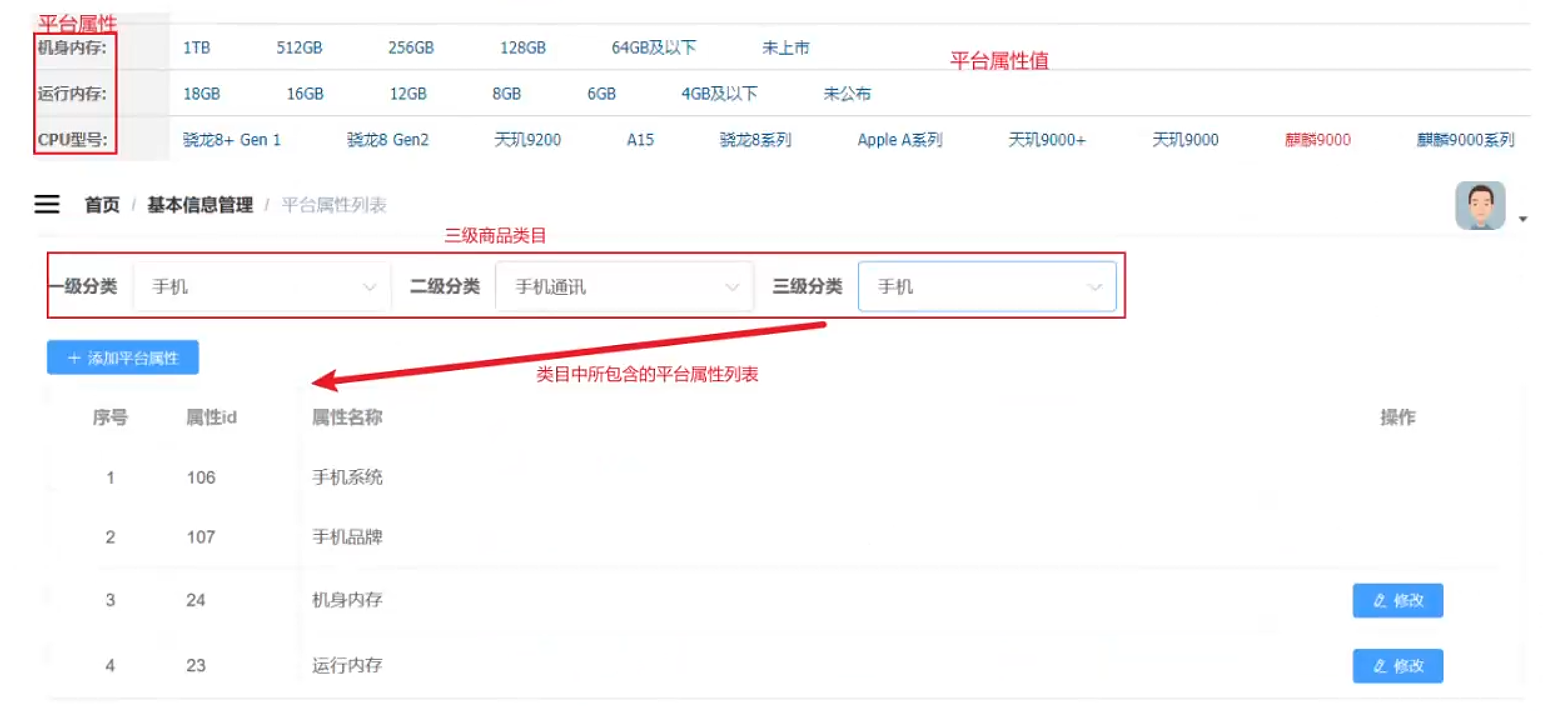 平台属性
机身内存: 1TB 512GB 256GB 128GB 64GB及以下 未上市
平台属性值
运行内存: 18GB 16GB 12GB 8GB 6GB 4GB及以下 未公布
CPU型号: 骁龙8+ Gen 1 骁龙8 Gen2 天玑9200 A15 骁龙8系列 Apple A系列 天玑9000+ 天玑9000 麒麟9000 麒麟9000系列
首页 / 基本信息管理 / 平台属性列表
三级商品类目
一级分类 手机 二级分类 手机通讯 三级分类 手机
+ 添加平台属性
类目中所包含的平台属性列表
序号 属性id 属性名称 操作
1 106 手机系统
2 107 手机品牌
3 24 机身内存 修改
4 23 运行内存 修改